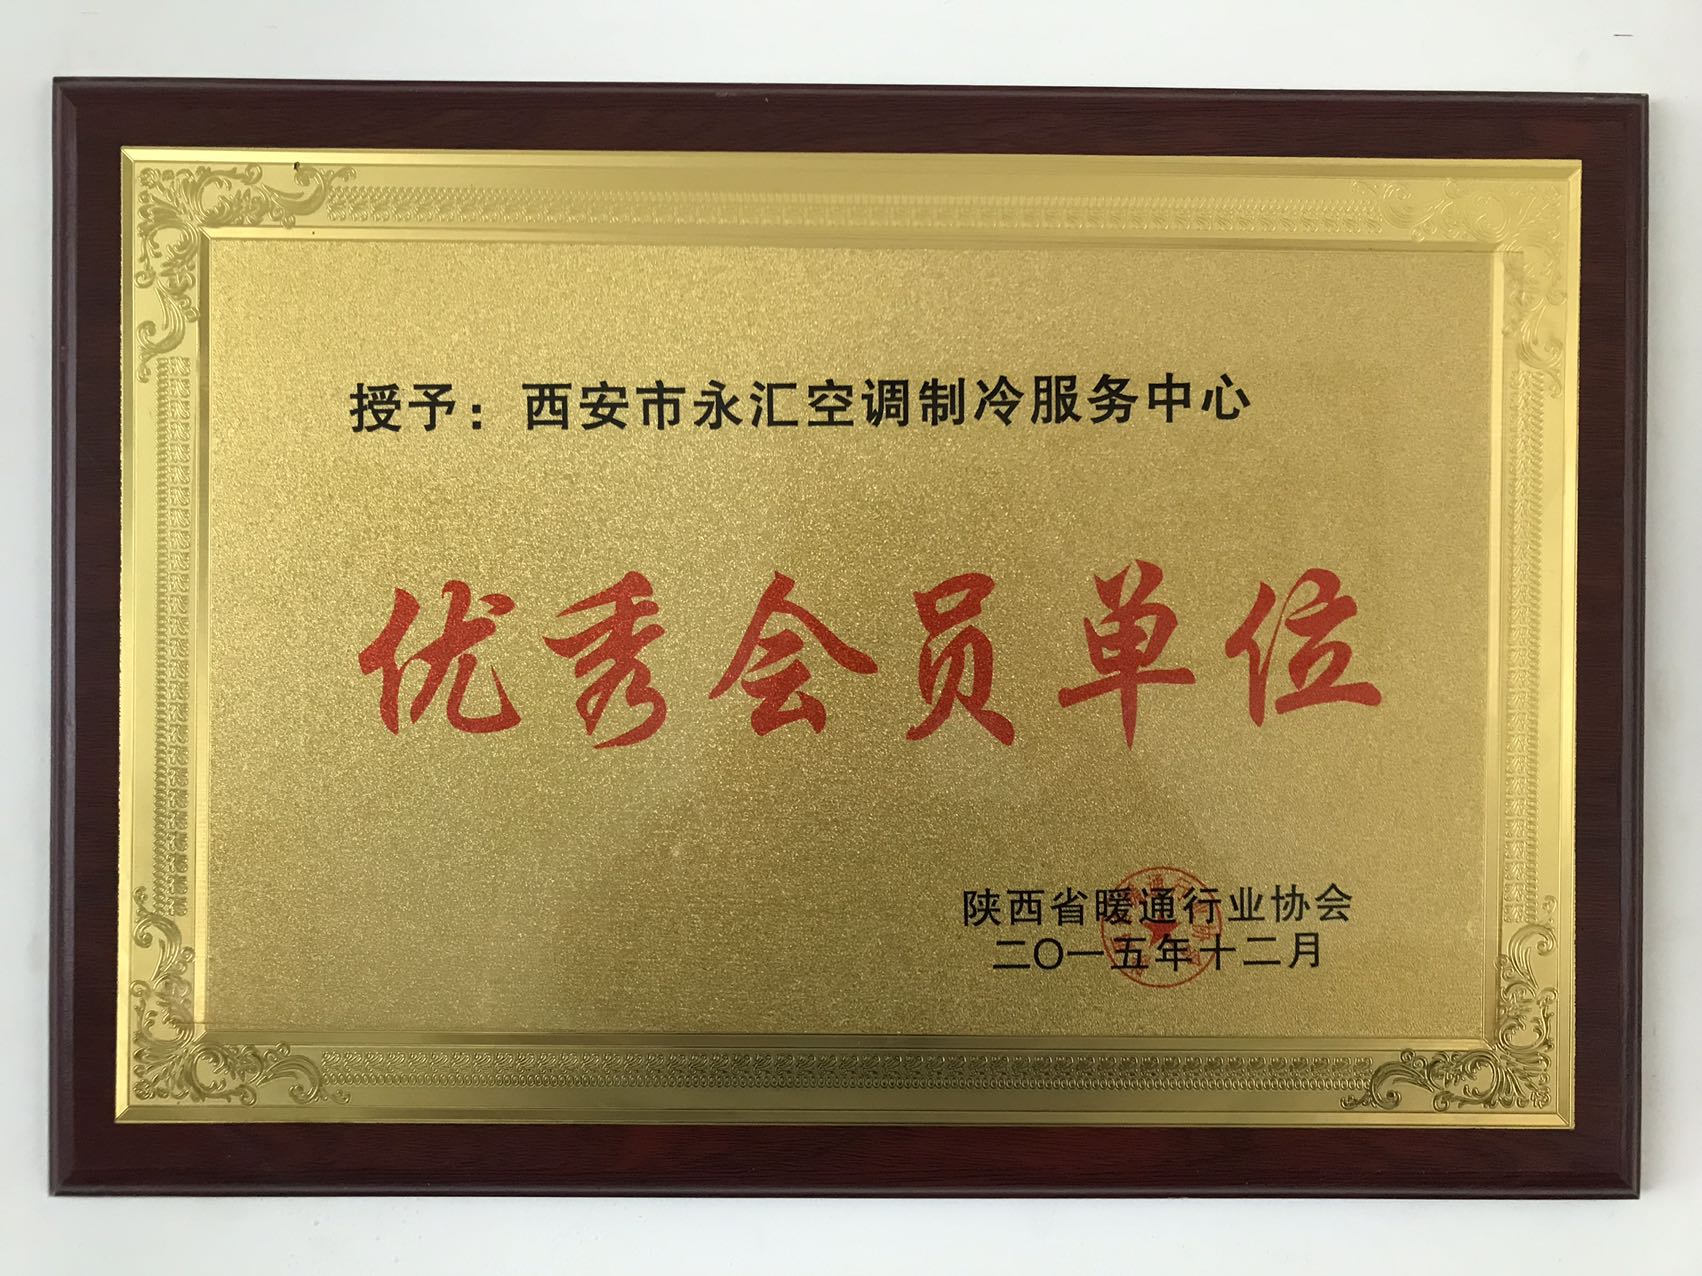 授予：西安市永汇空调制冷服务中心
优秀会员单位
陕西省暖通行业协会
二〇一五年十二月